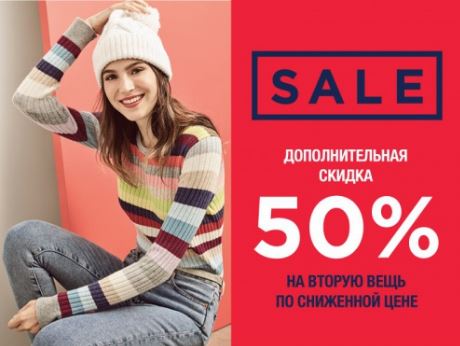 SALE
ДОПОЛНИТЕЛЬНАЯ
СКИДКА
50%
НА ВТОРУЮ ВЕЩЬ
ПО СНИЖЕННОЙ ЦЕНЕ